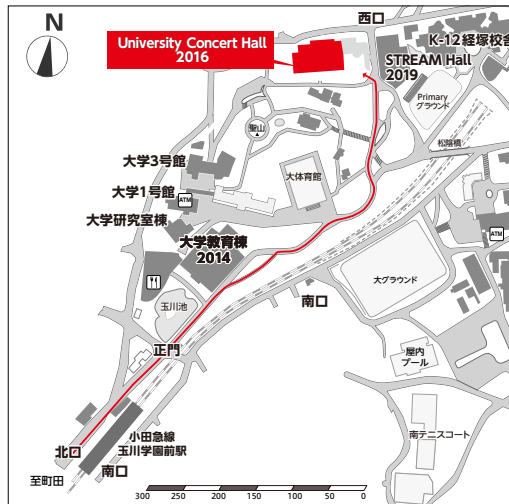 N
西口
University Concert Hall
2016
K-12経塚校舎
STREAM Hall
2019
Primary
グラウンド
聖山
松陰橋
大学3号館
大体育館
大学1号館
ATM
大学研究室棟
大学教育棟
2014
ATM
大グラウンド
南口
玉川池
正門
屋内
プール
小田急線
玉川学園前駅
北口
南テニスコート
至町田
南口
300 250 200 150 100 50 0